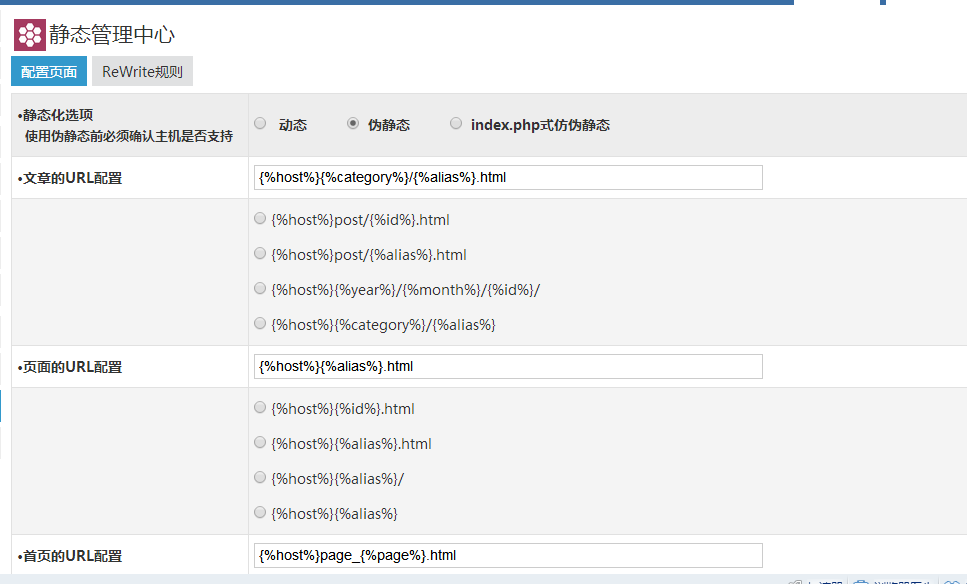 静态管理中心
配置页面 ReWrite规则
•静态化选项
使用伪静态前必须确认主机是否支持
动态 伪静态 index.php式仿伪静态
•文章的URL配置 {%host%}{%category%}/{%alias%}.html
{%host%}post/{%id%}.html
{%host%}post/{%alias%}.html
{%host%}{%year%}/{%month%}/{%id%}/
{%host%}{%category%}/{%alias%}
•页面的URL配置 {%host%}{%alias%}.html
{%host%}{%id%}.html
{%host%}{%alias%}.html
{%host%}{%alias%}/
{%host%}{%alias%}
•首页的URL配置 {%host%}page_{%page%}.html